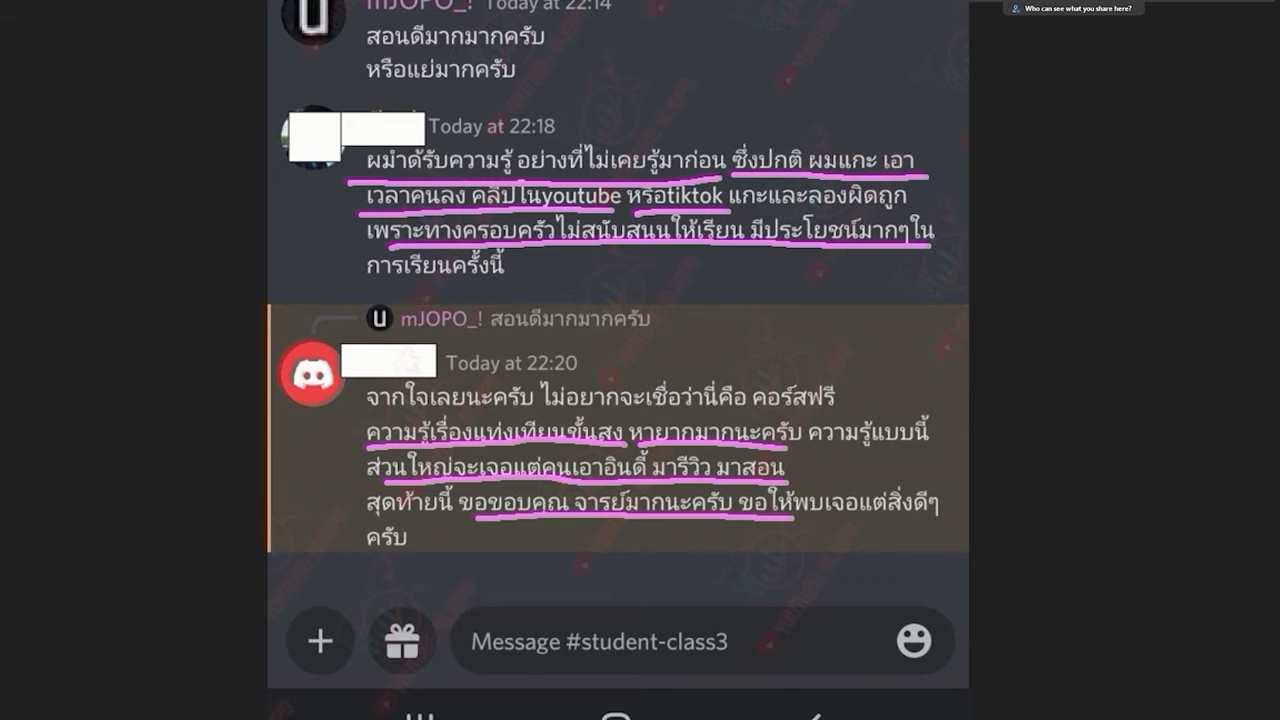 Who can see what you share here?
mJOPO_! Today at 22:14
สอนดีมากมากครับ
หรือแย่มากครับ
Today at 22:18
ผมำด้รับความรู้ อย่างที่ไม่เคยรู้มาก่อน ซึ่งปกติ ผมแกะ เอา
เวลาคนลง คลิปในyoutube หรือtiktok แกะและลองผิดถูก
เพราะทางครอบครัวไม่สนับสนนให้เรียน มีประโยชน์มากๆใน
การเรียนครั้งนี้
mJOPO_! สอนดีมากมากครับ
Today at 22:20
จากใจเลยนะครับ ไม่อยากจะเชื่อว่านี่คือ คอร์สฟรี
ความรู้เรื่องแท่งเทียนขั้นสูง หายากมากนะครับ ความรู้แบบนี้
ส่วนใหญ่จะเจอแต่คนเอาอินดี้ มารีวิว มาสอน
สุดท้ายนี้ ขอขอบคุณ จารย์มากนะครับ ขอให้พบเจอแต่สิ่งดีๆ
ครับ
Message #student-class3